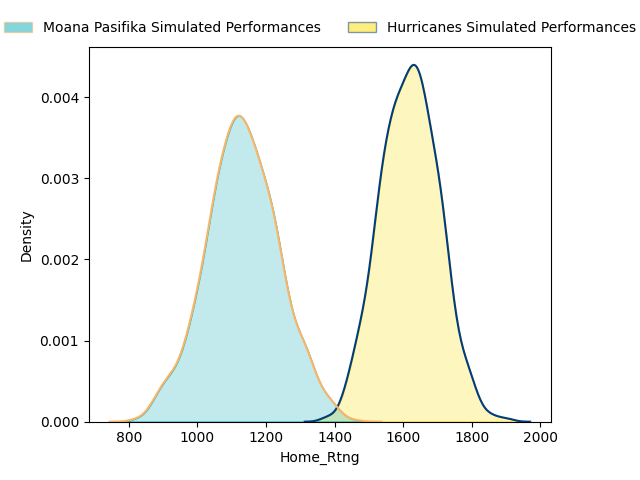 Moana Pasifika Simulated Performances Hurricanes Simulated Performances
0.004
0.003
0.002
0.001
0.000
Density
800 1000 1200 1400 1600 1800 2000
Home_Rtng